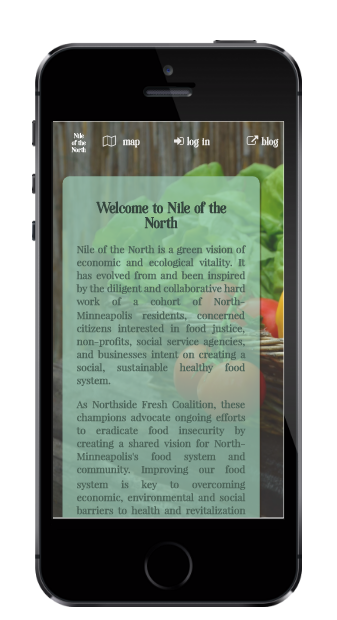 Nile
of the
North
map
log in
blog
Welcome to Nile of the
North
Nile of the North is a green vision of
economic and ecological vitality. It
has evolved from and been inspired
by the diligent and collaborative hard
work of a cohort of North-
Minneapolis residents, concerned
citizens interested in food justice,
non-profits, social service agencies,
and businesses intent on creating a
social, sustainable healthy food
system.
As Northside Fresh Coalition, these
champions advocate ongoing efforts
to eradicate food insecurity by
creating a shared vision for North-
Minneapolis's food system and
community. Improving our food
system is key to overcoming
economic, environmental and social
barriers to health and revitalization